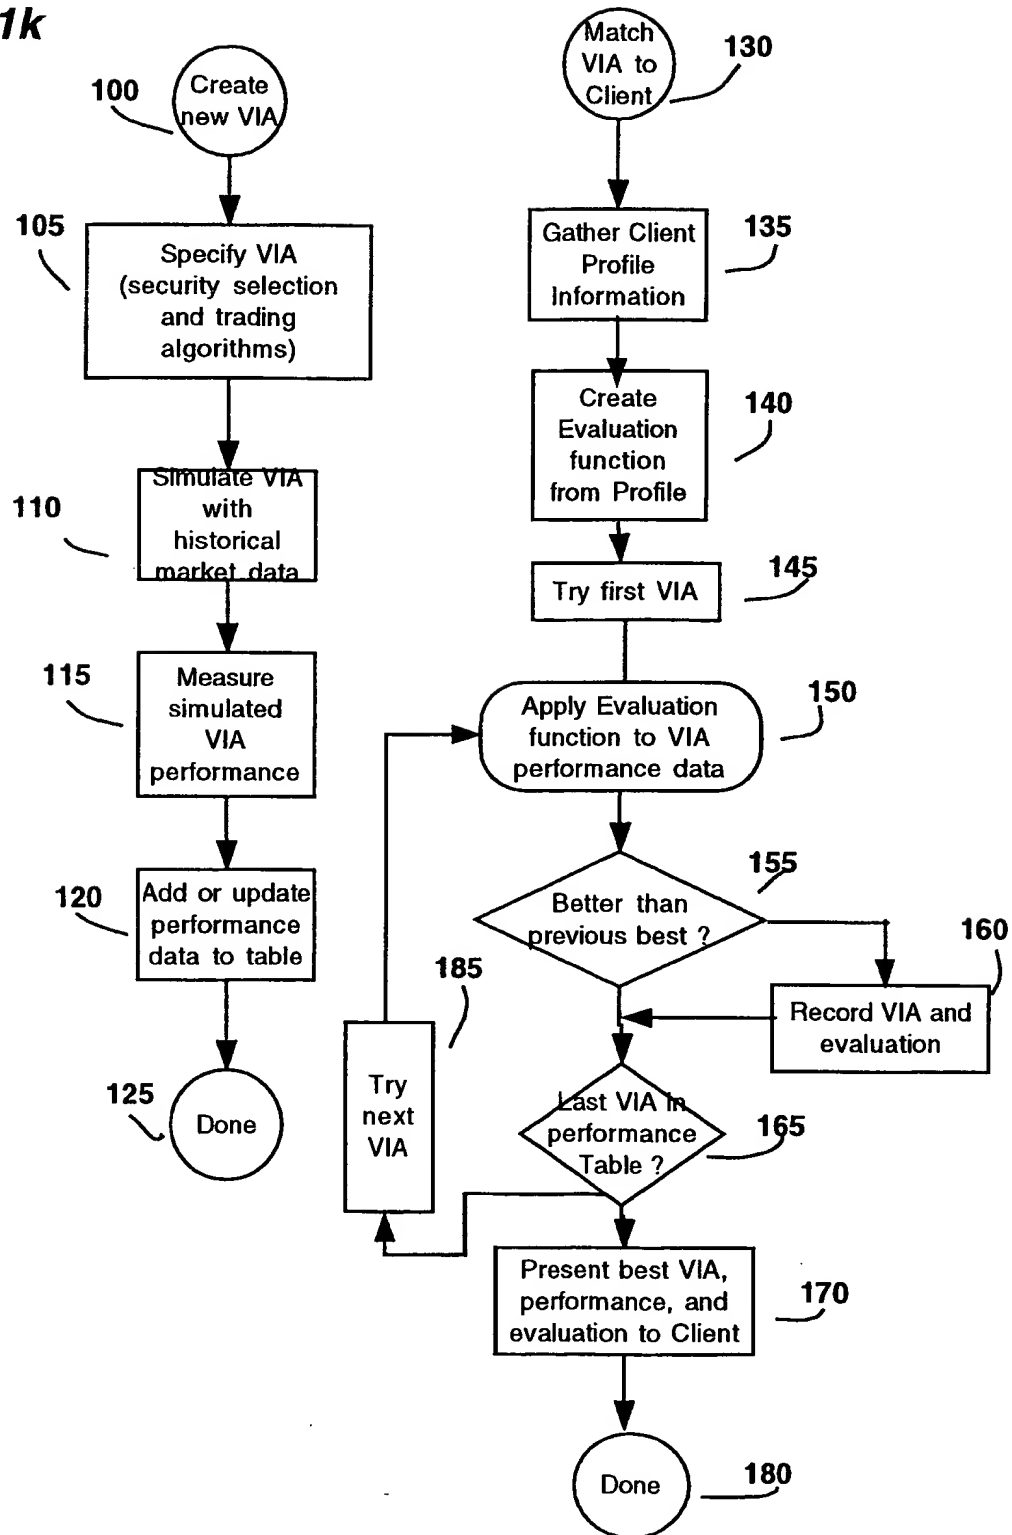 1k
100
Create
new VIA
105
Specify VIA
(security selection
and trading
algorithms)
110
Simulate VIA
with
historical
market data
115
Measure
simulated
VIA
performance
120
Add or update
performance
data to table
125
Done
Match
VIA to
Client
130
Gather Client
Profile
Information
135
Create
Evaluation
function
from Profile
140
Try first VIA
145
Apply Evaluation
function to VIA
performance data
150
Better than
previous best ?
155
Record VIA and
evaluation
160
185
Try
next
VIA
Last VIA in
performance
Table ?
165
Present best VIA,
performance, and
evaluation to Client
170
Done
180